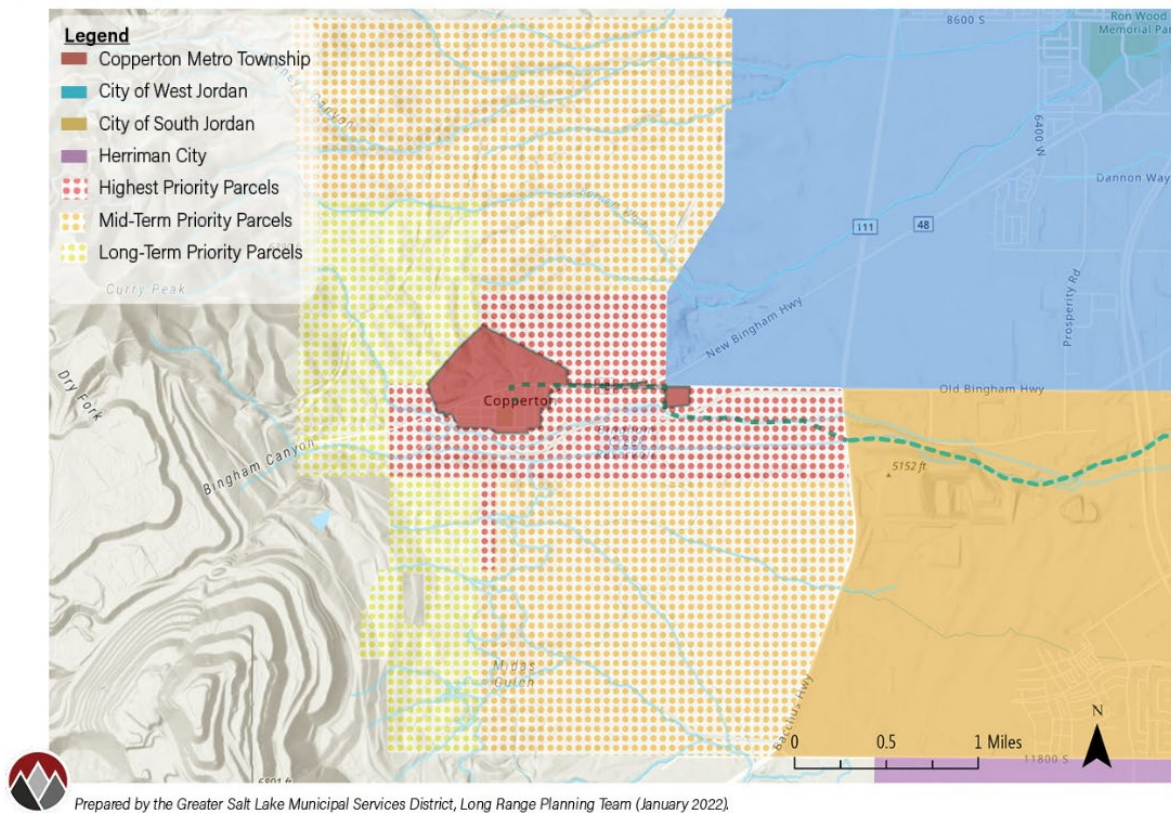 Legend
Copperton Metro Township
City of West Jordan
City of South Jordan
Herriman City
Highest Priority Parcels
Mid-Term Priority Parcels
Long-Term Priority Parcels
8600 S
Ron Wood
Memorial Par
6400 W
Dannon Way
111
48
Canyon
Curry Peak
Prosperity Rd
New Bingham Hwy
Dry Fork
Old Bingham Hwy
Copperton
Bingham
Creek
Reservoir
Bingham Canyon
5152 ft
Midas
Gulch
Bacchus Hwy
N
0 0.5 1 Miles
11800 S
Prepared by the Greater Salt Lake Municipal Services District, Long Range Planning Team (January 2022).